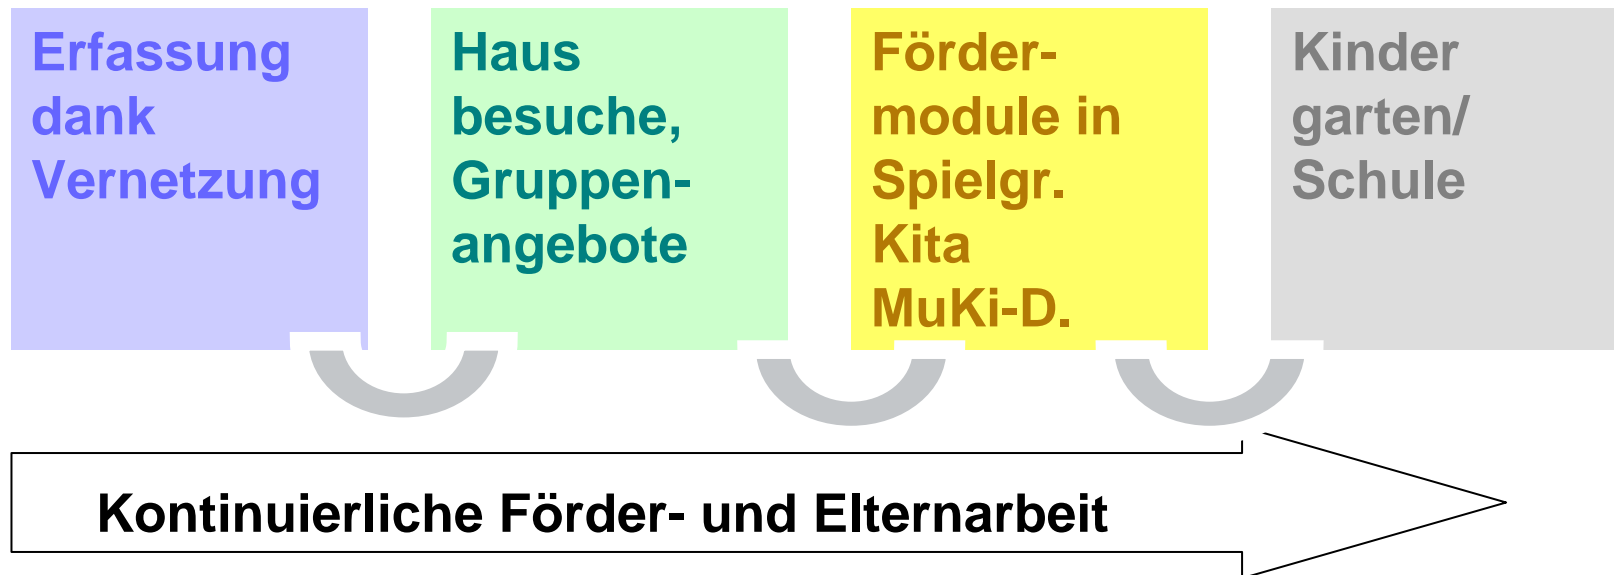 Erfassung
dank
Vernetzung
Haus
besuche,
Gruppen-
angebote
Förder-
module in
Spielgr.
Kita
MuKi-D.
Kinder
garten/
Schule
Kontinuierliche Förder- und Elternarbeit